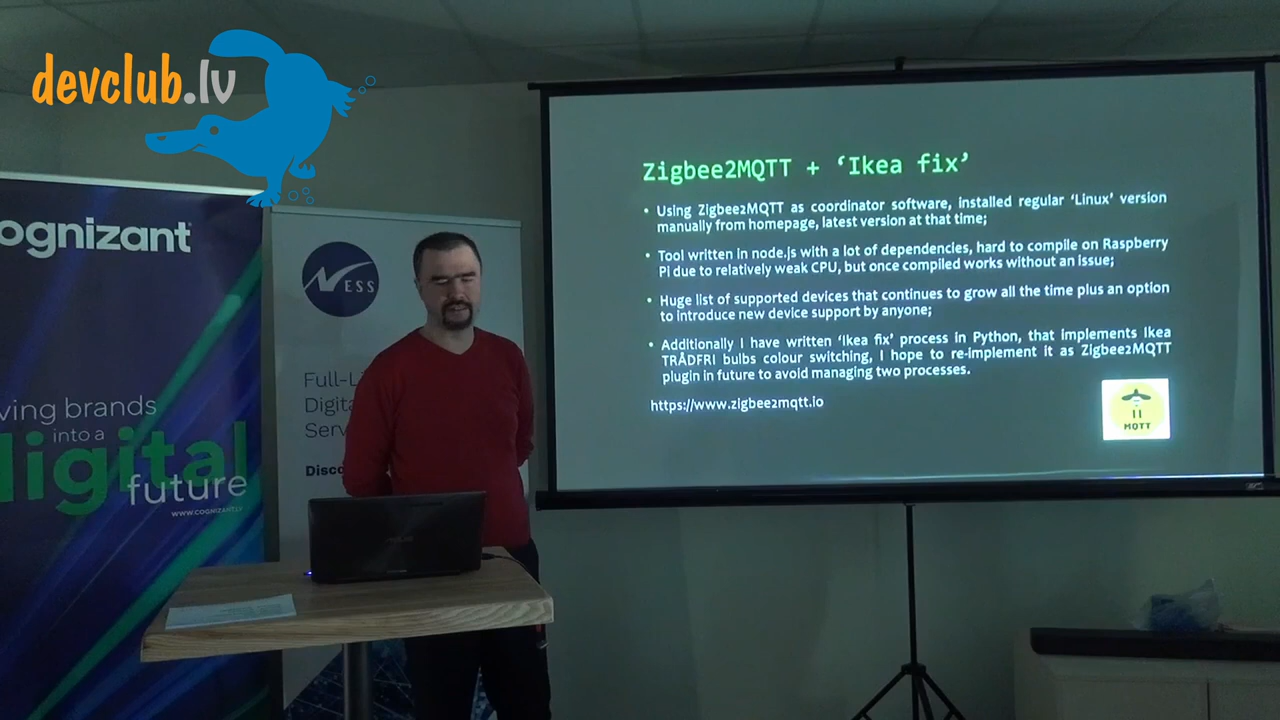 devclub.lv
ognizant
ving brands
into a
digital
future
WWW.COGNIZANT.LV
NESS
Full-L
Digita
Serv
Disco
Zigbee2MQTT + ‘Ikea fix’
• Using Zigbee2MQTT as coordinator software, installed regular ‘Linux’ version
manually from homepage, latest version at that time;
• Tool written in node.js with a lot of dependencies, hard to compile on Raspberry
Pi due to relatively weak CPU, but once compiled works without an issue;
• Huge list of supported devices that continues to grow all the time plus an option
to introduce new device support by anyone;
• Additionally I have written ‘Ikea fix’ process in Python, that implements Ikea
TRÅDFRI bulbs colour switching, I hope to re-implement it as Zigbee2MQTT
plugin in future to avoid managing two processes.
https://www.zigbee2mqtt.io
MQTT